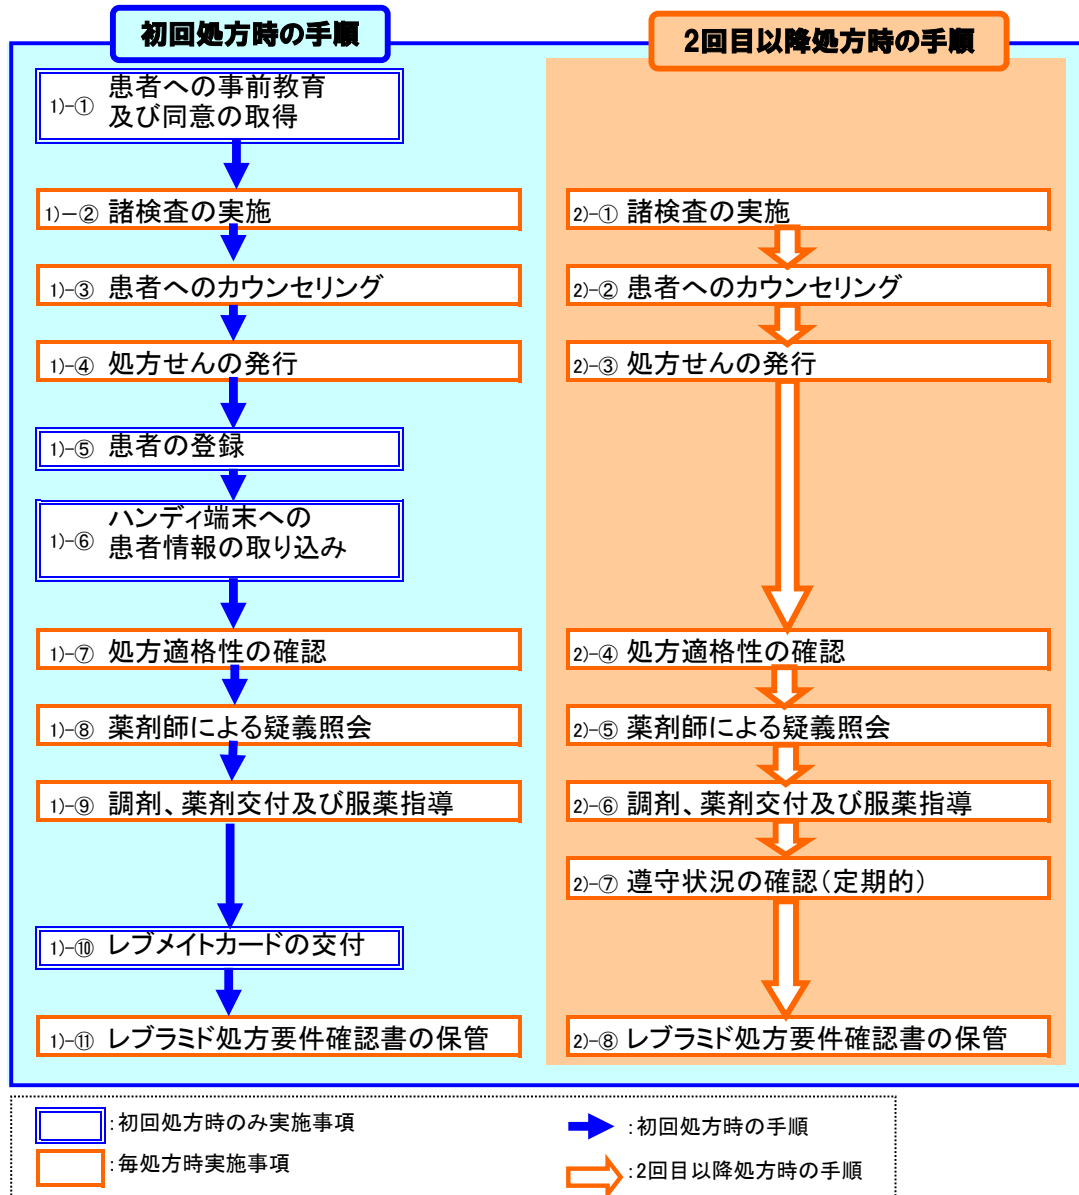 初回処方時の手順
2回目以降処方時の手順
1)-① 患者への事前教育
及び同意の取得
1)-② 諸検査の実施
1)-③ 患者へのカウンセリング
1)-④ 処方せんの発行
1)-⑤ 患者の登録
1)-⑥ ハンディ端末への
患者情報の取り込み
1)-⑦ 処方適格性の確認
1)-⑧ 薬剤師による疑義照会
1)-⑨ 調剤、薬剤交付及び服薬指導
1)-⑩ レブメイトカードの交付
1)-⑪ レブラミド処方要件確認書の保管
2)-① 諸検査の実施
2)-② 患者へのカウンセリング
2)-③ 処方せんの発行
2)-④ 処方適格性の確認
2)-⑤ 薬剤師による疑義照会
2)-⑥ 調剤、薬剤交付及び服薬指導
2)-⑦ 遵守状況の確認(定期的)
2)-⑧ レブラミド処方要件確認書の保管
:初回処方時のみ実施事項
:毎処方時実施事項
:初回処方時の手順
:2回目以降処方時の手順